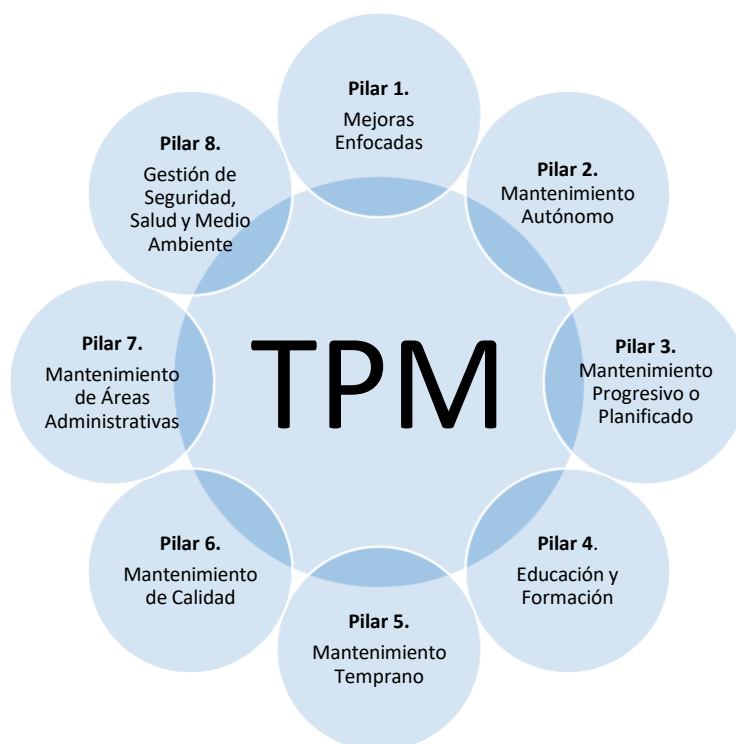 Pilar 1.
Mejoras
Enfocadas
Pilar 2.
Mantenimiento
Autónomo
Pilar 3.
Mantenimiento
Progresivo o
Planificado
Pilar 4.
Educación y
Formación
Pilar 5.
Mantenimiento
Temprano
Pilar 6.
Mantenimiento
de Calidad
Pilar 7.
Mantenimiento
de Áreas
Administrativas
Pilar 8.
Gestión de
Seguridad,
Salud y Medio
Ambiente
TPM